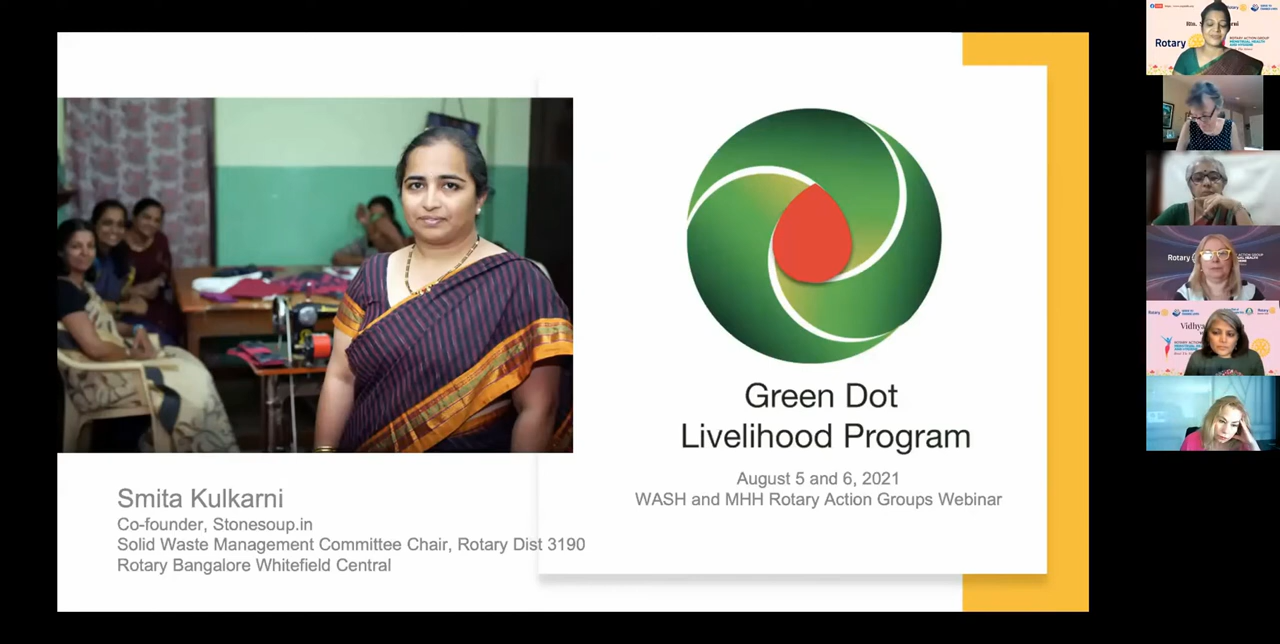 Green Dot
Livelihood Program
August 5 and 6, 2021
WASH and MHH Rotary Action Groups Webinar
Smita Kulkarni
Co-founder, Stonesoup.in
Solid Waste Management Committee Chair, Rotary Dist 3190
Rotary Bangalore Whitefield Central
Rotary
Rotary
Rotary
Vidhya